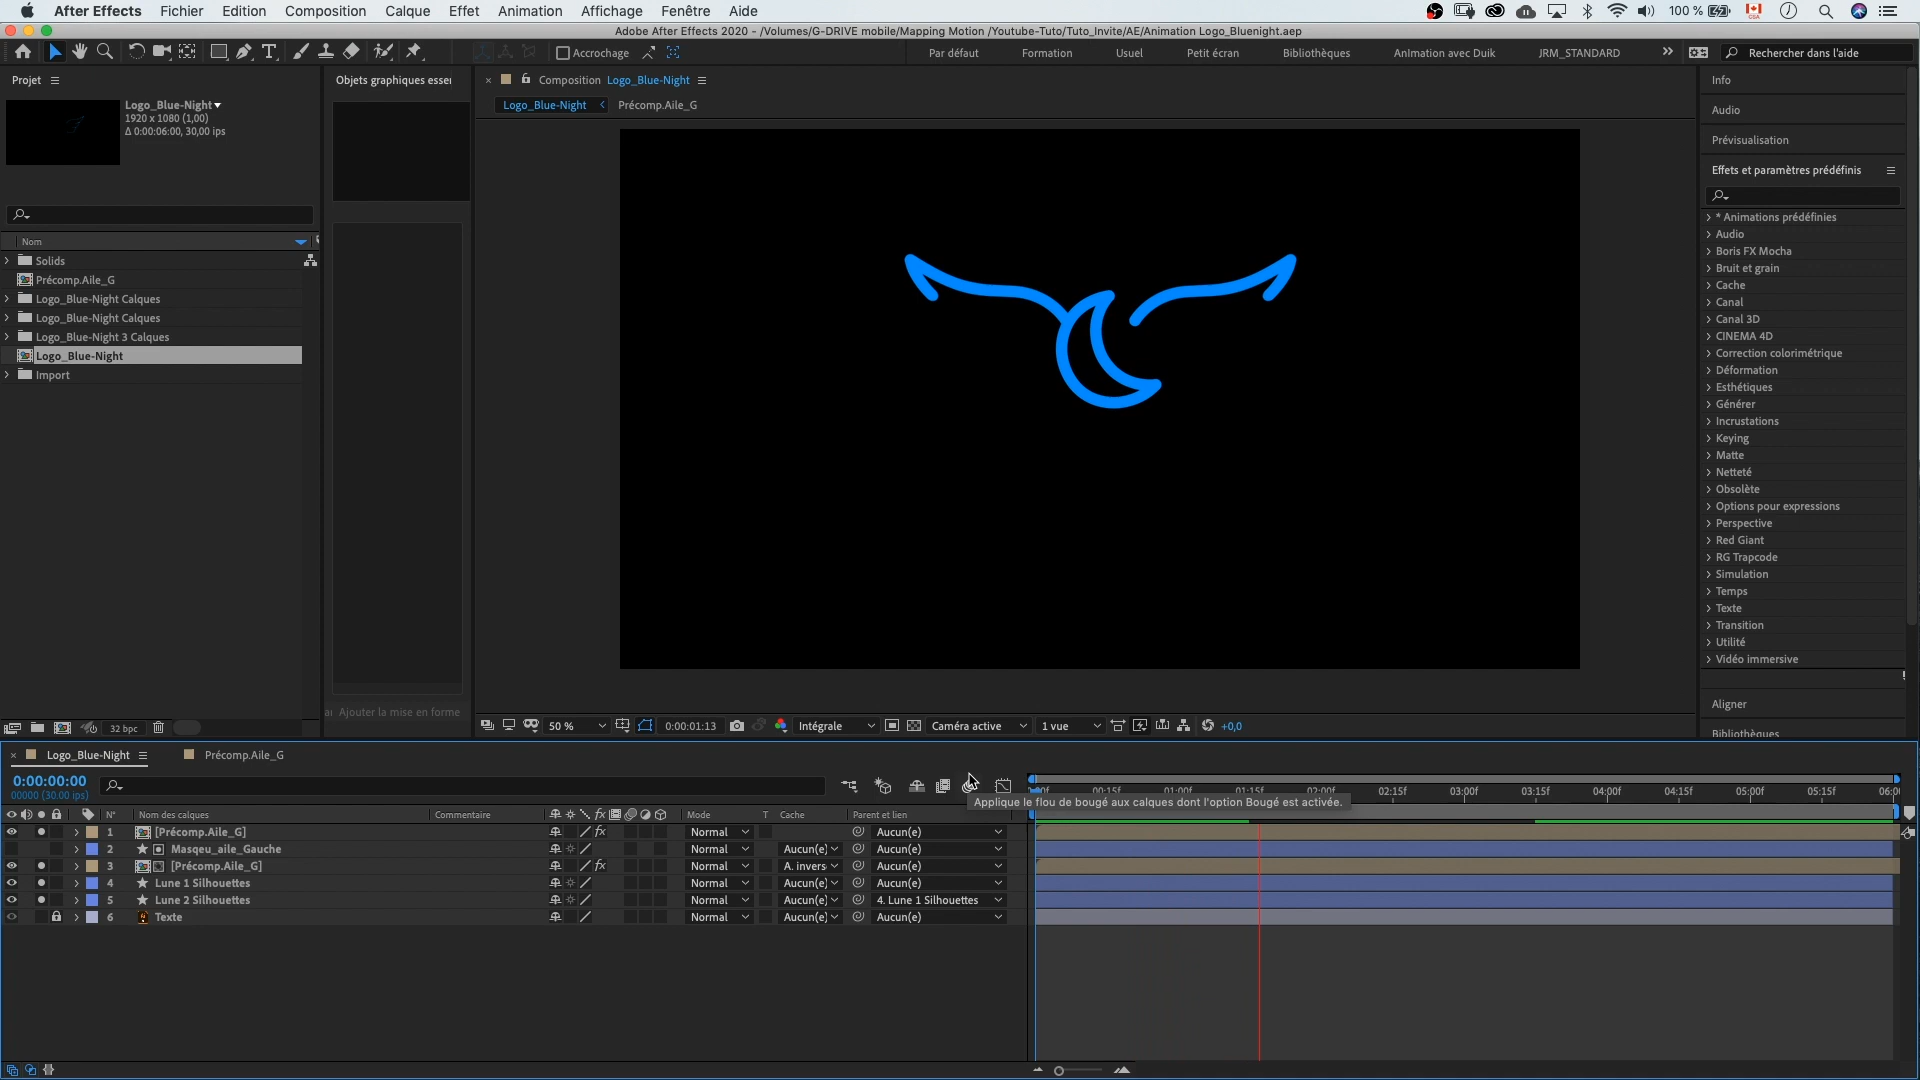 After Effects Fichier Edition Composition Calque Effet Animation Affichage Fenêtre Aide 100 %
Adobe After Effects 2020 - /Volumes/G-DRIVE mobile/Mapping Motion /Youtube-Tuto/Tuto_Invite/AE/Animation Logo_Bluenight.aep
Accrochage Par défaut Formation Usuel Petit écran Bibliothèques Animation avec Duik JRM_STANDARD Rechercher dans l'aide
Projet
Logo_Blue-Night
1920 x 1080 (1,00)
Δ 0:00:06:00, 30,00 ips
Nom
Solids
Précomp.Aile_G
Logo_Blue-Night Calques
Logo_Blue-Night Calques
Logo_Blue-Night 3 Calques
Logo_Blue-Night
Import
32 bpc
Objets graphiques esser
Ajouter la mise en forme
Composition Logo_Blue-Night
Logo_Blue-Night Précomp.Aile_G
50 % 0:00:01:13 Intégrale Caméra active 1 vue +0,0
Info
Audio
Prévisualisation
Effets et paramètres prédéfinis
* Animations prédéfinies
Audio
Boris FX Mocha
Bruit et grain
Cache
Canal
Canal 3D
CINEMA 4D
Correction colorimétrique
Déformation
Esthétiques
Générer
Incrustations
Keying
Matte
Netteté
Obsolète
Options pour expressions
Perspective
Red Giant
RG Trapcode
Simulation
Temps
Texte
Transition
Utilité
Vidéo immersive
Aligner
Bibliothèques
Logo_Blue-Night Précomp.Aile_G
0:00:00:00
00000 (30.00 ips)
00:15f 01:00f 01:15f 02:00f 02:15f 03:00f 03:15f 04:00f 04:15f 05:00f 05:15f 06:0
Applique le flou de bougé aux calques dont l'option Bougé est activée.
N° Nom des calques Commentaire Mode T Cache Parent et lien
1 [Précomp.Aile_G] Normal Aucun(e)
2 Masqeu_aile_Gauche Normal Aucun(e) Aucun(e)
3 [Précomp.Aile_G] Normal A. invers Aucun(e)
4 Lune 1 Silhouettes Normal Aucun(e) Aucun(e)
5 Lune 2 Silhouettes Normal Aucun(e) 4. Lune 1 Silhouettes
6 Texte Normal Aucun(e) Aucun(e)